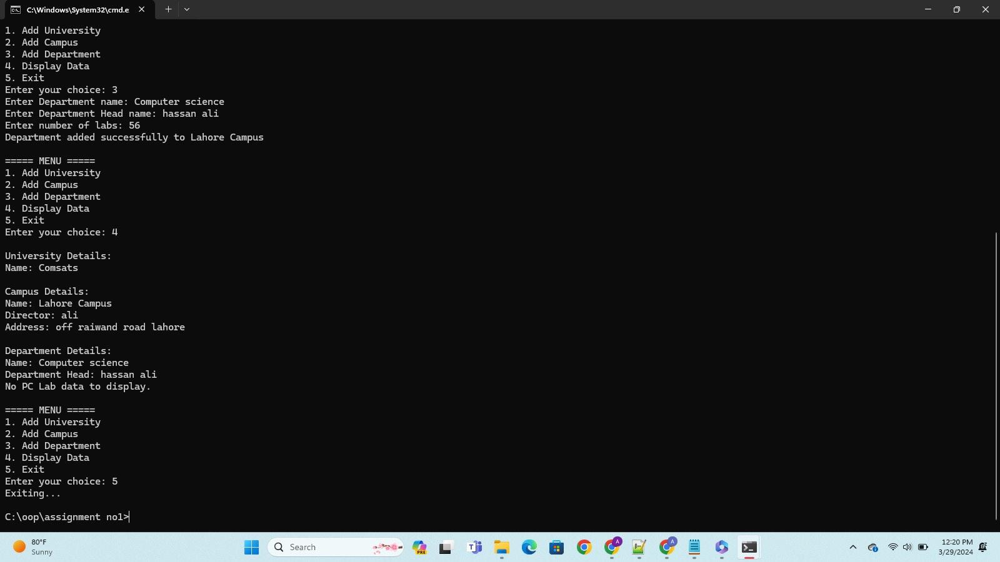 C:\Windows\System32\cmd.e
1. Add University
2. Add Campus
3. Add Department
4. Display Data
5. Exit
Enter your choice: 3
Enter Department name: Computer science
Enter Department Head name: hassan ali
Enter number of labs: 56
Department added successfully to Lahore Campus
===== MENU =====
1. Add University
2. Add Campus
3. Add Department
4. Display Data
5. Exit
Enter your choice: 4
University Details:
Name: Comsats
Campus Details:
Name: Lahore Campus
Director: ali
Address: off raiwand road lahore
Department Details:
Name: Computer science
Department Head: hassan ali
No PC Lab data to display.
===== MENU =====
1. Add University
2. Add Campus
3. Add Department
4. Display Data
5. Exit
Enter your choice: 5
Exiting...
C:\oop\assignment no1>
80°F
Sunny
Search
PRE
A
A
12:20 PM
3/29/2024